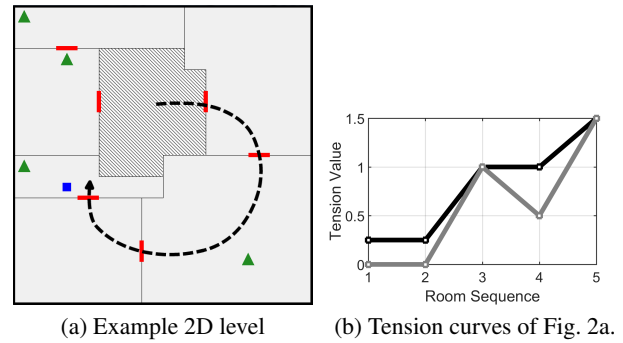 1.5
1
0.5
0
1 2 3 4 5
Tension Value
Room Sequence
(a) Example 2D level
(b) Tension curves of Fig. 2a.